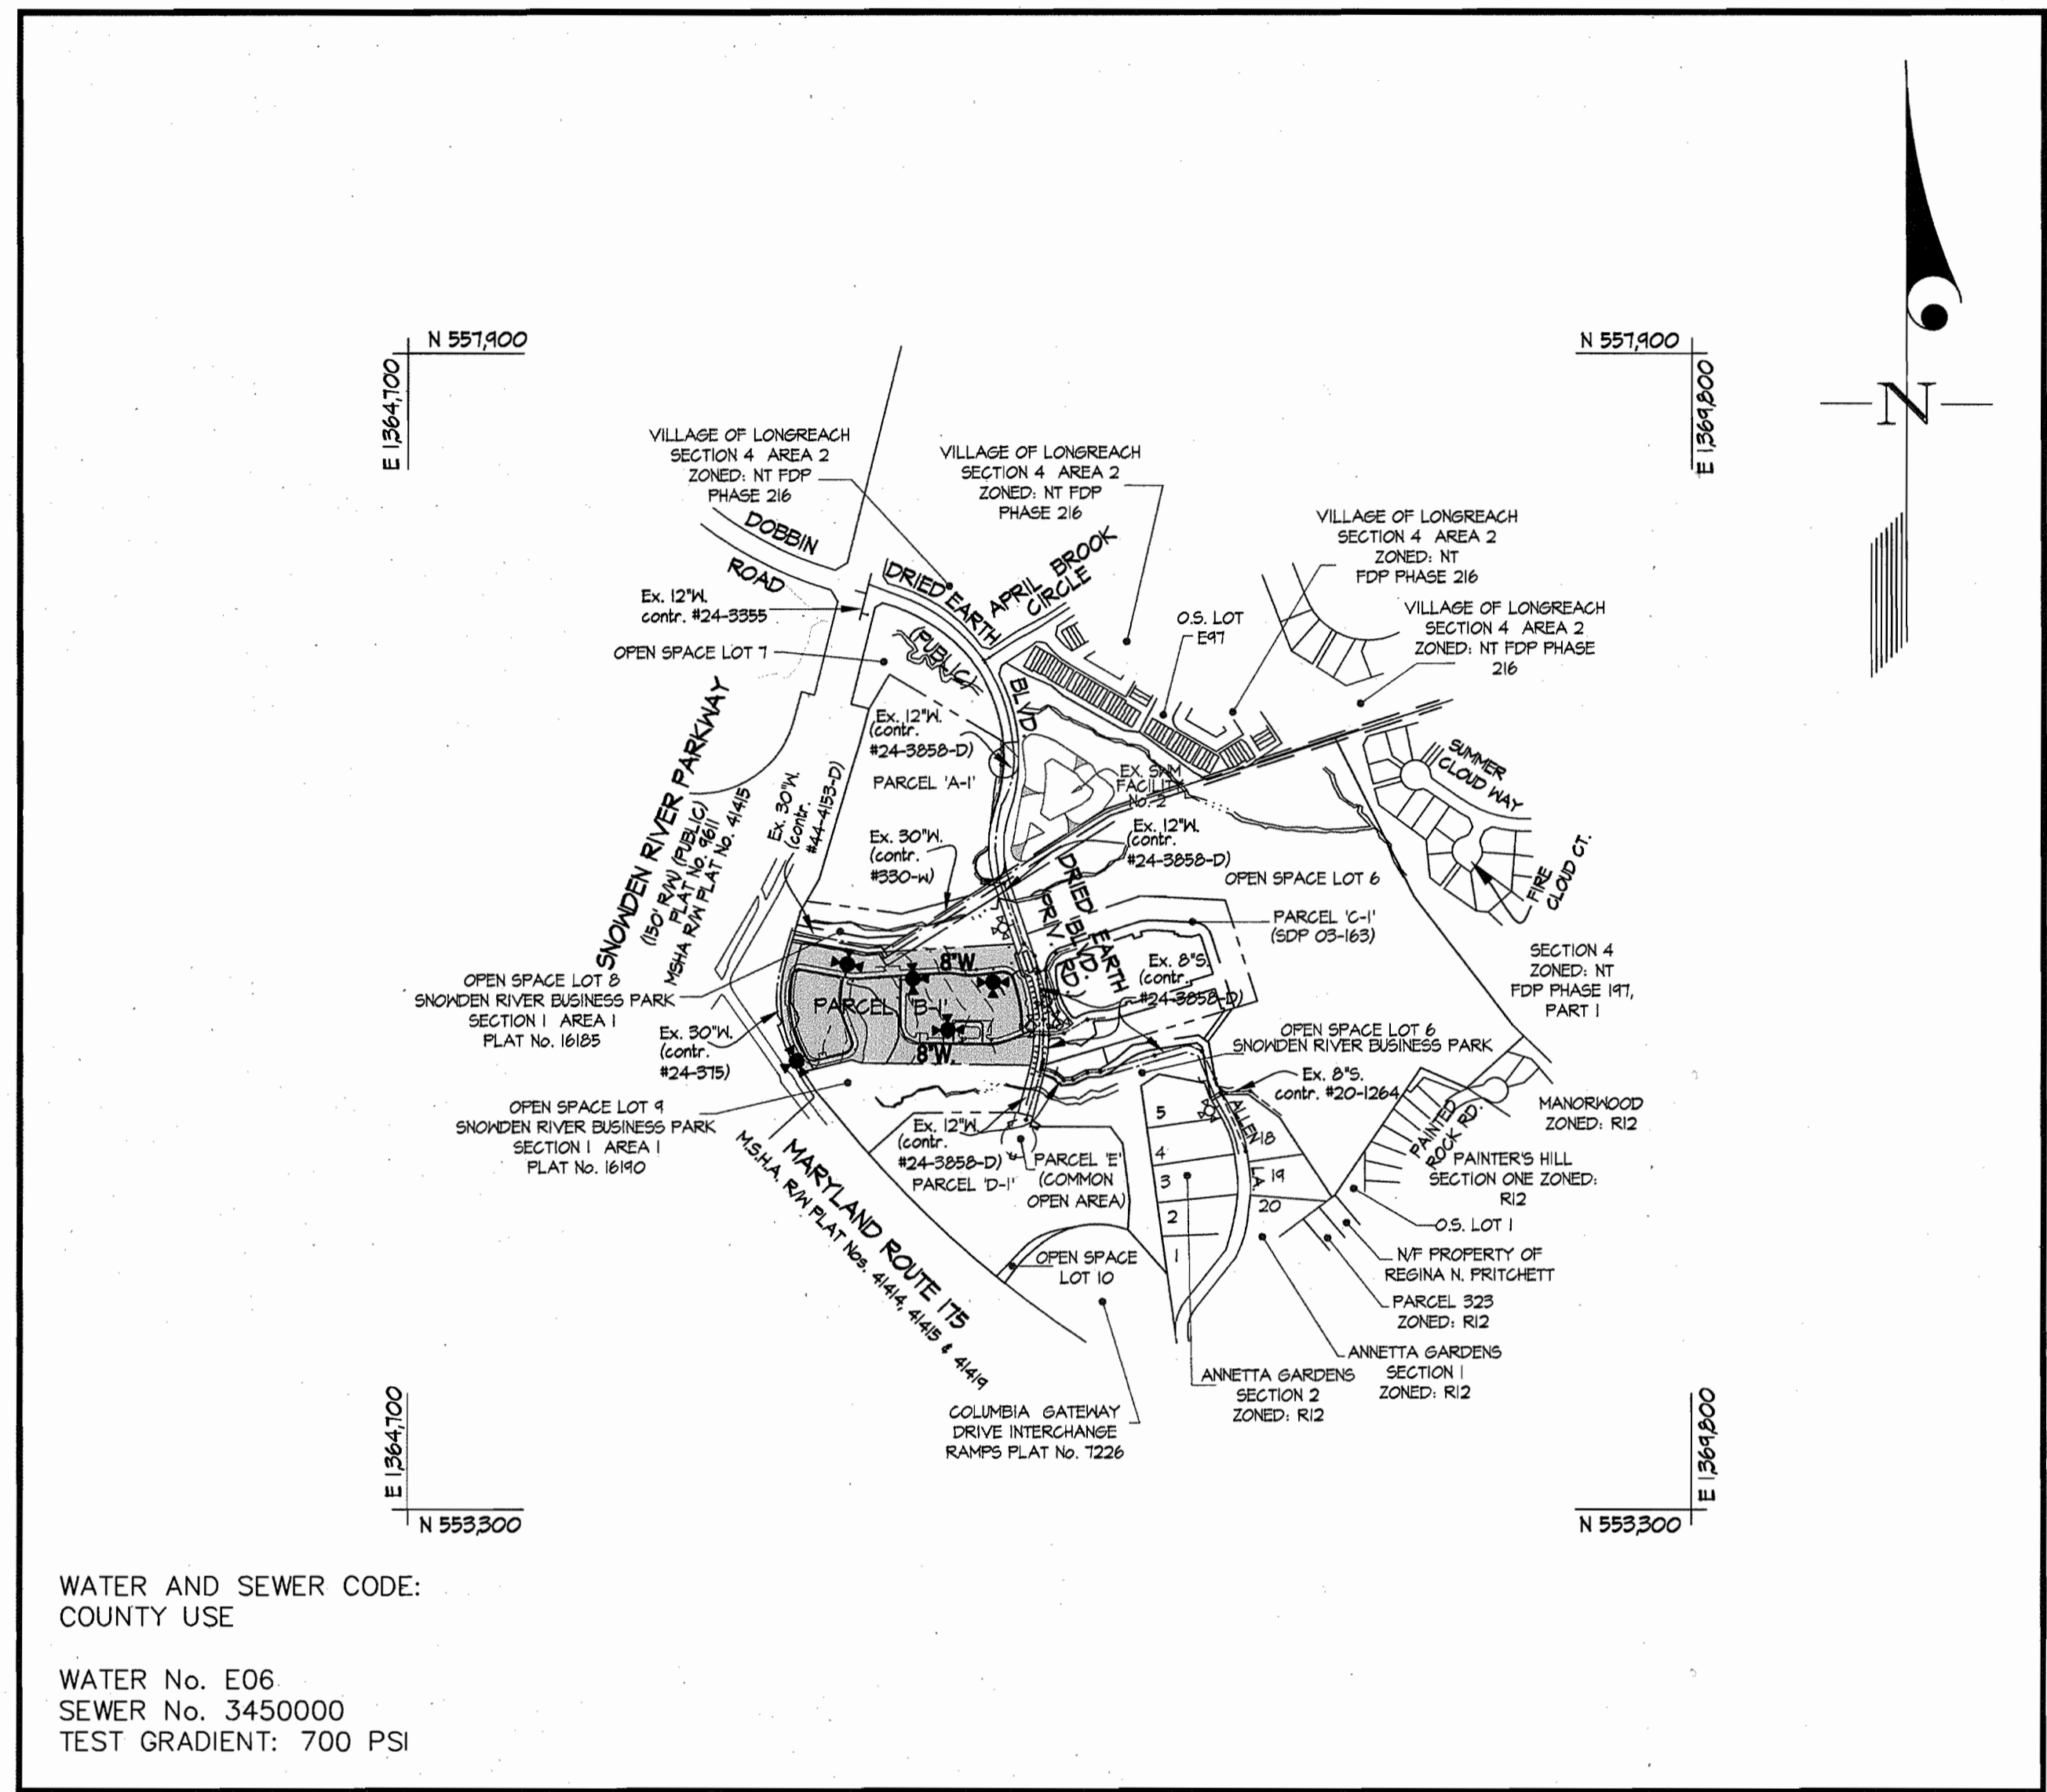 N 557,900
E 1,364,700
N 557,900
E 1,369,800
N
VILLAGE OF LONGREACH
SECTION 4 AREA 2
ZONED: NT FDP
PHASE 216
VILLAGE OF LONGREACH
SECTION 4 AREA 2
ZONED: NT FDP
PHASE 216
VILLAGE OF LONGREACH
SECTION 4 AREA 2
ZONED: NT
FDP PHASE 216
VILLAGE OF LONGREACH
SECTION 4 AREA 2
ZONED: NT FDP PHASE
216
DOBBIN
ROAD
DRIED EARTH
BLVD.
(PUBLIC)
APRIL BROOK
CIRCLE
O.S. LOT
E97
Ex. 12"W.
contr. #24-3355
OPEN SPACE LOT 7
Ex. 12"W.
(contr.
#24-3858-D)
PARCEL 'A-1'
EX. SWM
FACILITY
No. 2
SUMMER
CLOUD WAY
FIRE
CLOUD CT.
SNOWDEN RIVER PARKWAY
(150' R/W) (PUBLIC)
PLAT No. 9611
MSHA R/W PLAT No. 41415
Ex. 30"W.
(contr.
#44-4153-D)
Ex. 30"W.
(contr.
#330-W)
Ex. 12"W.
(contr.
#24-3858-D)
OPEN SPACE LOT 6
DRIED EARTH
BLVD.
(PRIV. RD.)
PARCEL 'C-1'
(SDP 03-163)
Ex. 8"S.
(contr.
#24-3858-D)
SECTION 4
ZONED: NT
FDP PHASE 197,
PART 1
8"W.
PARCEL 'B-1'
8"W.
OPEN SPACE LOT 8
SNOWDEN RIVER BUSINESS PARK
SECTION 1 AREA 1
PLAT No. 16185
Ex. 30"W.
(contr.
#24-375)
OPEN SPACE LOT 6
SNOWDEN RIVER BUSINESS PARK
Ex. 8"S.
contr. #20-1264
OPEN SPACE LOT 9
SNOWDEN RIVER BUSINESS PARK
SECTION 1 AREA 1
PLAT No. 16190
MARYLAND ROUTE 175
M.S.H.A. R/W PLAT Nos. 41414, 41415 & 41419
Ex. 12"W.
(contr.
#24-3858-D)
PARCEL 'D-1'
PARCEL 'E'
(COMMON
OPEN AREA)
5
4
3
2
1
ALLEN
LA.
18
19
20
PAINTED
ROCK RD.
MANORWOOD
ZONED: R12
PAINTER'S HILL
SECTION ONE ZONED:
R12
O.S. LOT 1
N/F PROPERTY OF
REGINA N. PRITCHETT
PARCEL 323
ZONED: R12
ANNETTA GARDENS
SECTION 1
ZONED: R12
ANNETTA GARDENS
SECTION 2
ZONED: R12
OPEN SPACE
LOT 10
COLUMBIA GATEWAY
DRIVE INTERCHANGE
RAMPS PLAT No. 7226
E 1,364,700
N 553,300
E 1,369,800
N 553,300
WATER AND SEWER CODE:
COUNTY USE
WATER No. E06
SEWER No. 3450000
TEST GRADIENT: 700 PSI